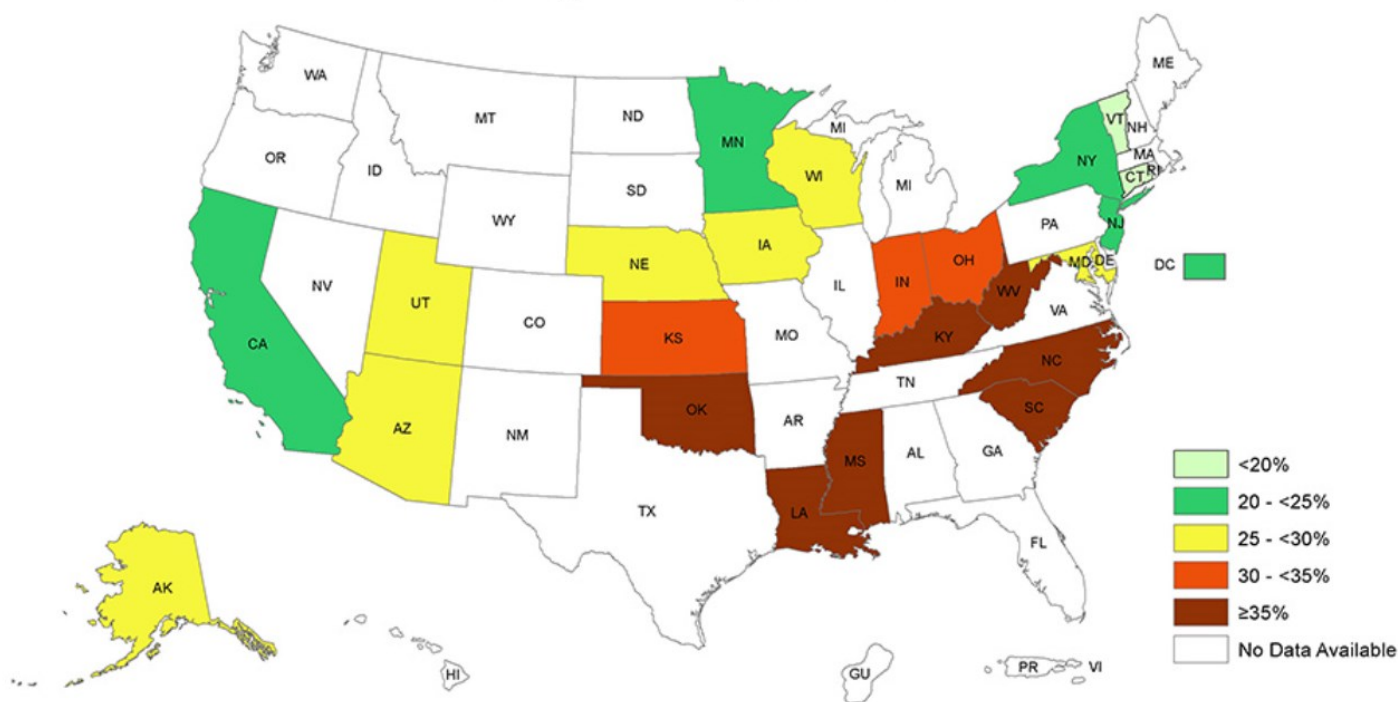 ME
WA
MT
ND
MN
MI
VT
NH
OR
ID
SD
WI
MI
NY
MA
CT
RI
WY
PA
NJ
IA
NE
NV
UT
CO
IL
IN
OH
MD
DE
DC
WV
VA
CA
KS
MO
KY
NC
TN
AZ
NM
OK
AR
SC
MS
AL
GA
TX
LA
FL
AK
HI
GU
PR
VI
<20%
20 - <25%
25 - <30%
30 - <35%
≥35%
No Data Available